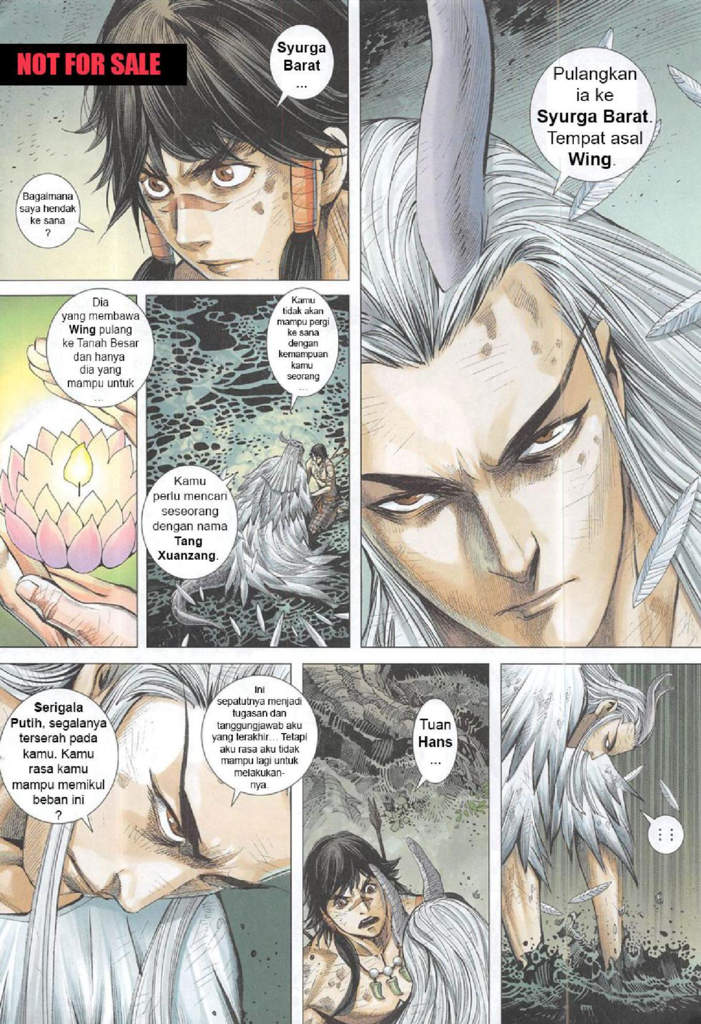 NOT FOR SALE
Syurga
Barat
...
Bagaimana
saya hendak
ke sana
?
Pulangkan
ia ke
Syurga Barat.
Tempat asal
Wing.
Dia
yang membawa
Wing pulang
ke Tanah Besar
dan hanya
dia yang
mampu untuk
...
Kamu
tidak akan
mampu pergi
ke sana
dengan
kemampuan
kamu
seorang
...
Kamu
perlu mencari
seseorang
dengan nama
Tang
Xuanzang.
Serigala
Putih, segalanya
terserah pada
kamu. Kamu
rasa kamu
mampu memikul
beban ini
?
Ini
sepatutnya menjadi
tugasan dan
tanggungjawab aku
yang terakhir... Tetapi
aku rasa aku tidak
mampu lagi untuk
melakukan-
nya.
Tuan
Hans
...
...
...